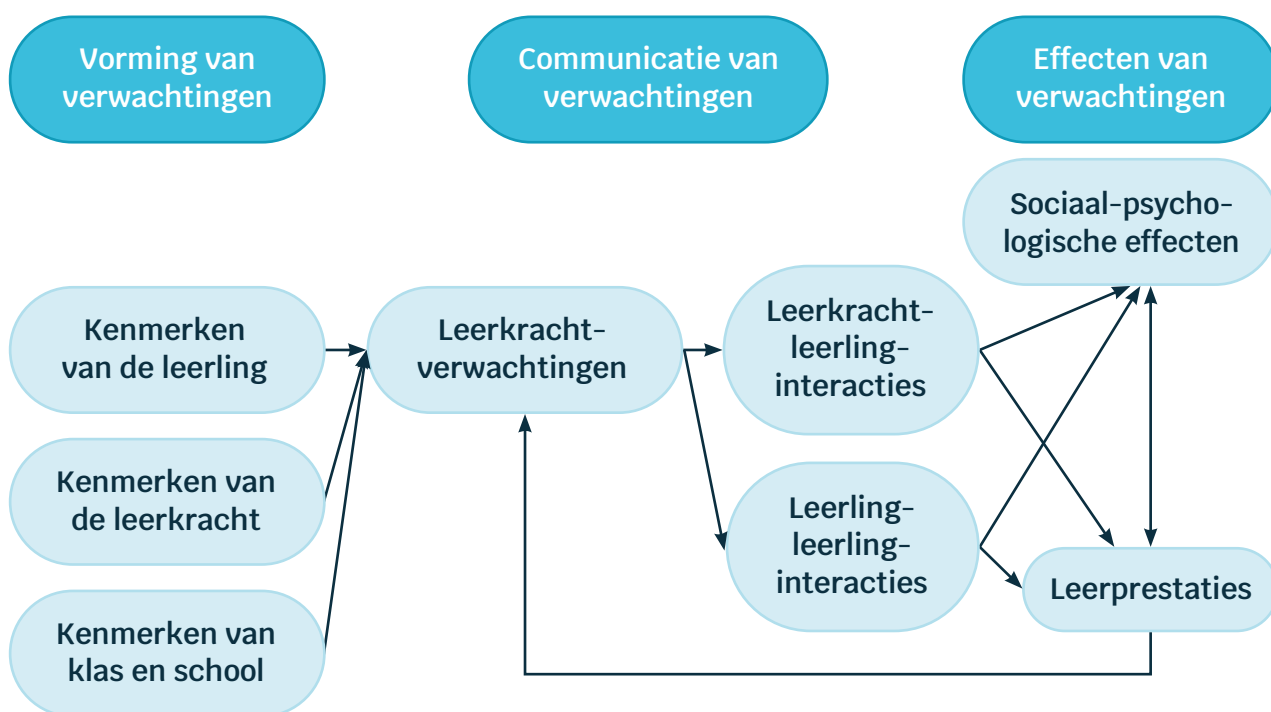 Vorming van
verwachtingen
Communicatie van
verwachtingen
Effecten van
verwachtingen
Sociaal-psycho-
logische effecten
Kenmerken
van de leerling
Leerkracht-
verwachtingen
Leerkracht-
leerling-
interacties
Kenmerken van
de leerkracht
Leerling-
leerling-
interacties
Leerprestaties
Kenmerken van
klas en school